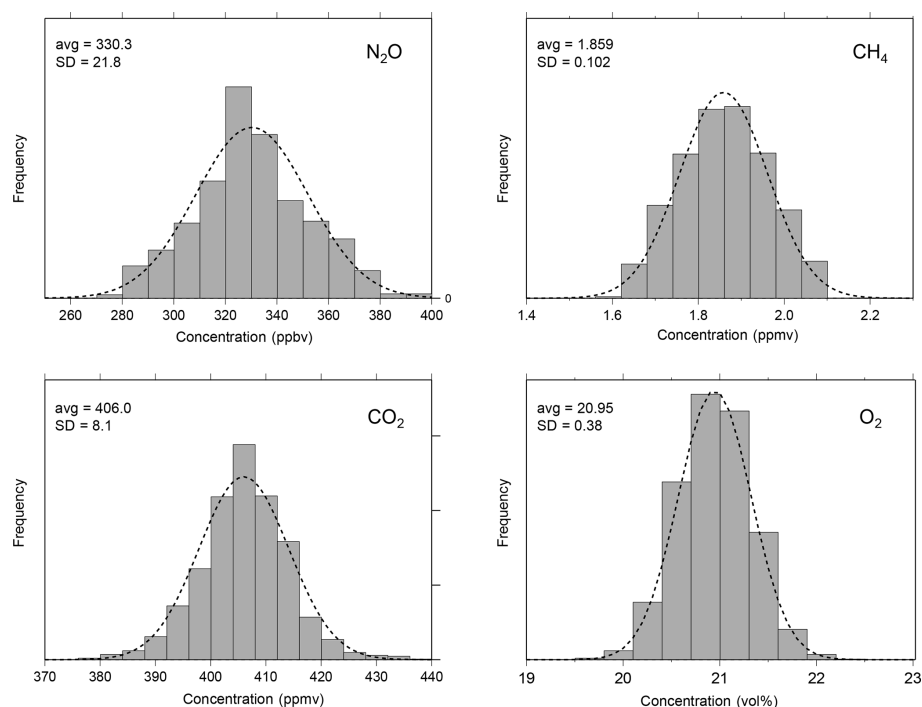 avg = 330.3
SD = 21.8
N₂O
Frequency
0
260 280 300 320 340 360 380 400
Concentration (ppbv)
avg = 1.859
SD = 0.102
CH₄
Frequency
1.4 1.6 1.8 2.0 2.2
Concentration (ppmv)
avg = 406.0
SD = 8.1
CO₂
Frequency
370 380 390 400 410 420 430 440
Concentration (ppmv)
avg = 20.95
SD = 0.38
O₂
Frequency
19 20 21 22 23
Concentration (vol%)